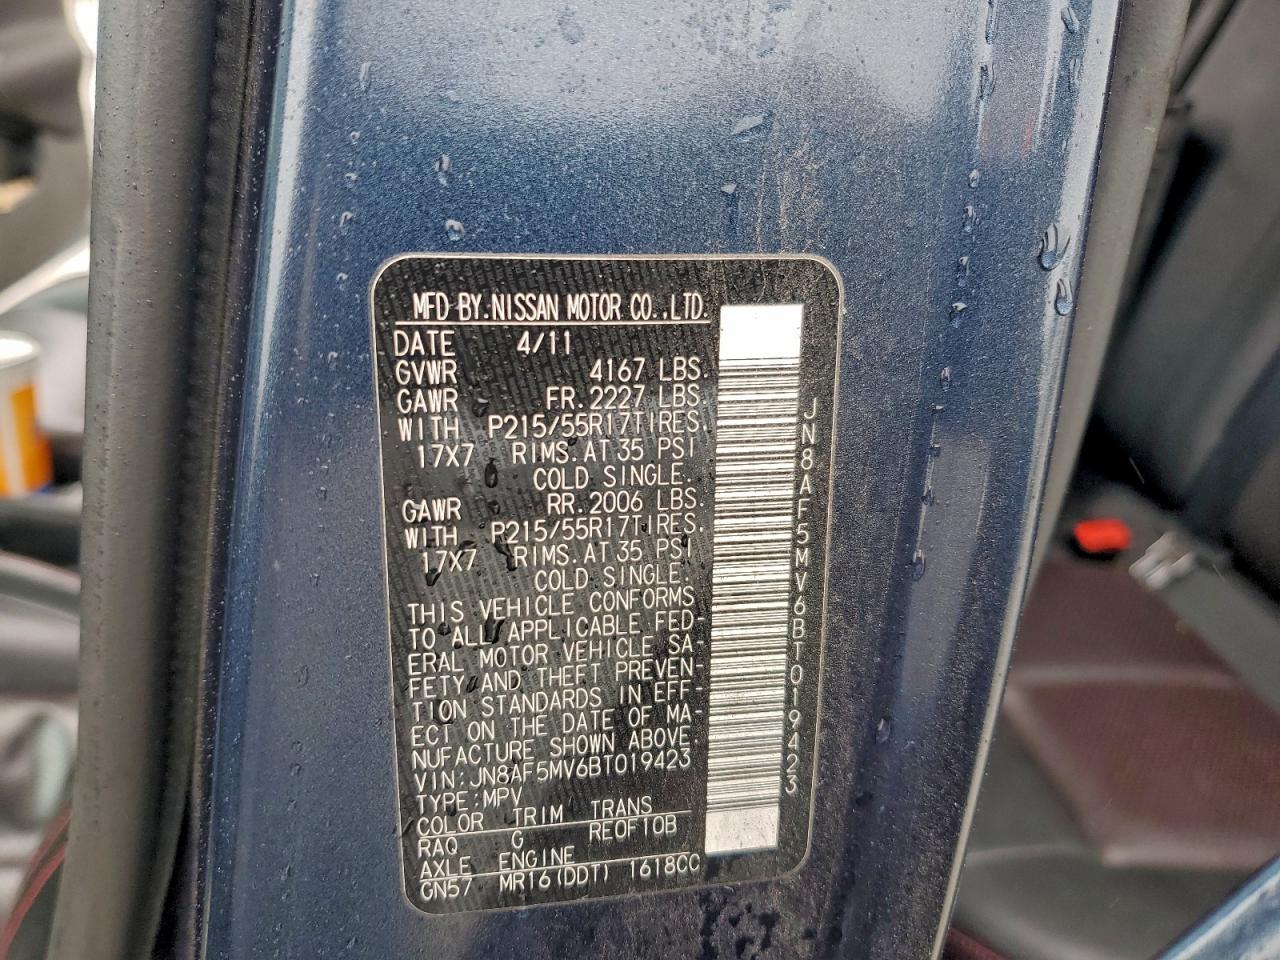 MFD BY.NISSAN MOTOR CO.,LTD.
DATE 4/11
GVWR 4167 LBS.
GAWR FR.2227 LBS.
WITH P215/55R17TIRES.
17X7 RIMS.AT 35 PSI
COLD SINGLE.
GAWR RR.2006 LBS.
WITH P215/55R17TIRES.
17X7 RIMS.AT 35 PSI
COLD SINGLE.
THIS VEHICLE CONFORMS
TO ALL APPLICABLE FED-
ERAL MOTOR VEHICLE SA-
FETY AND THEFT PREVEN-
TION STANDARDS IN EFF-
ECT ON THE DATE OF MA-
NUFACTURE SHOWN ABOVE.
VIN:JN8AF5MV6BT019423
TYPE:MPV
COLOR TRIM TRANS
RAQ G RE0F10B
AXLE ENGINE
GN57 MR16(DDT) 1618CC
JN8AF5MV6BT019423